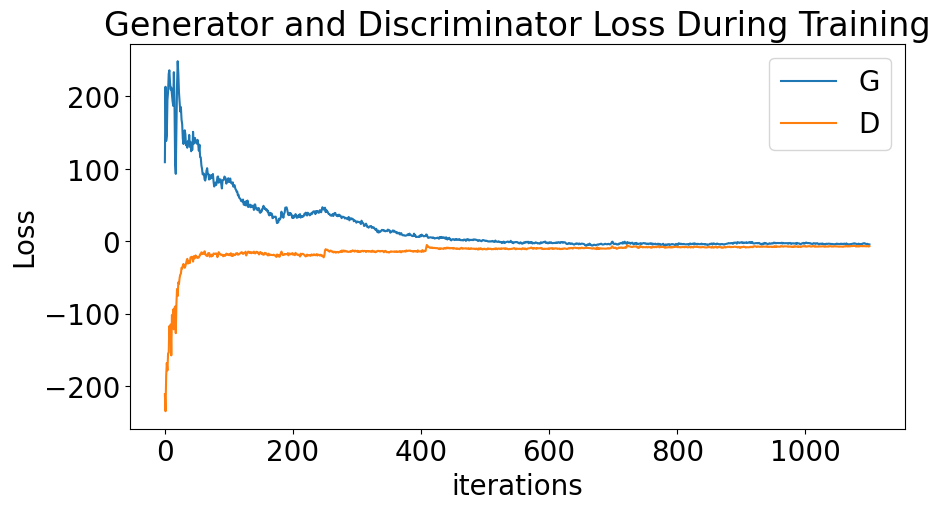 Generator and Discriminator Loss During Training
G
D
200
100
0
−100
−200
Loss
0 200 400 600 800 1000
iterations